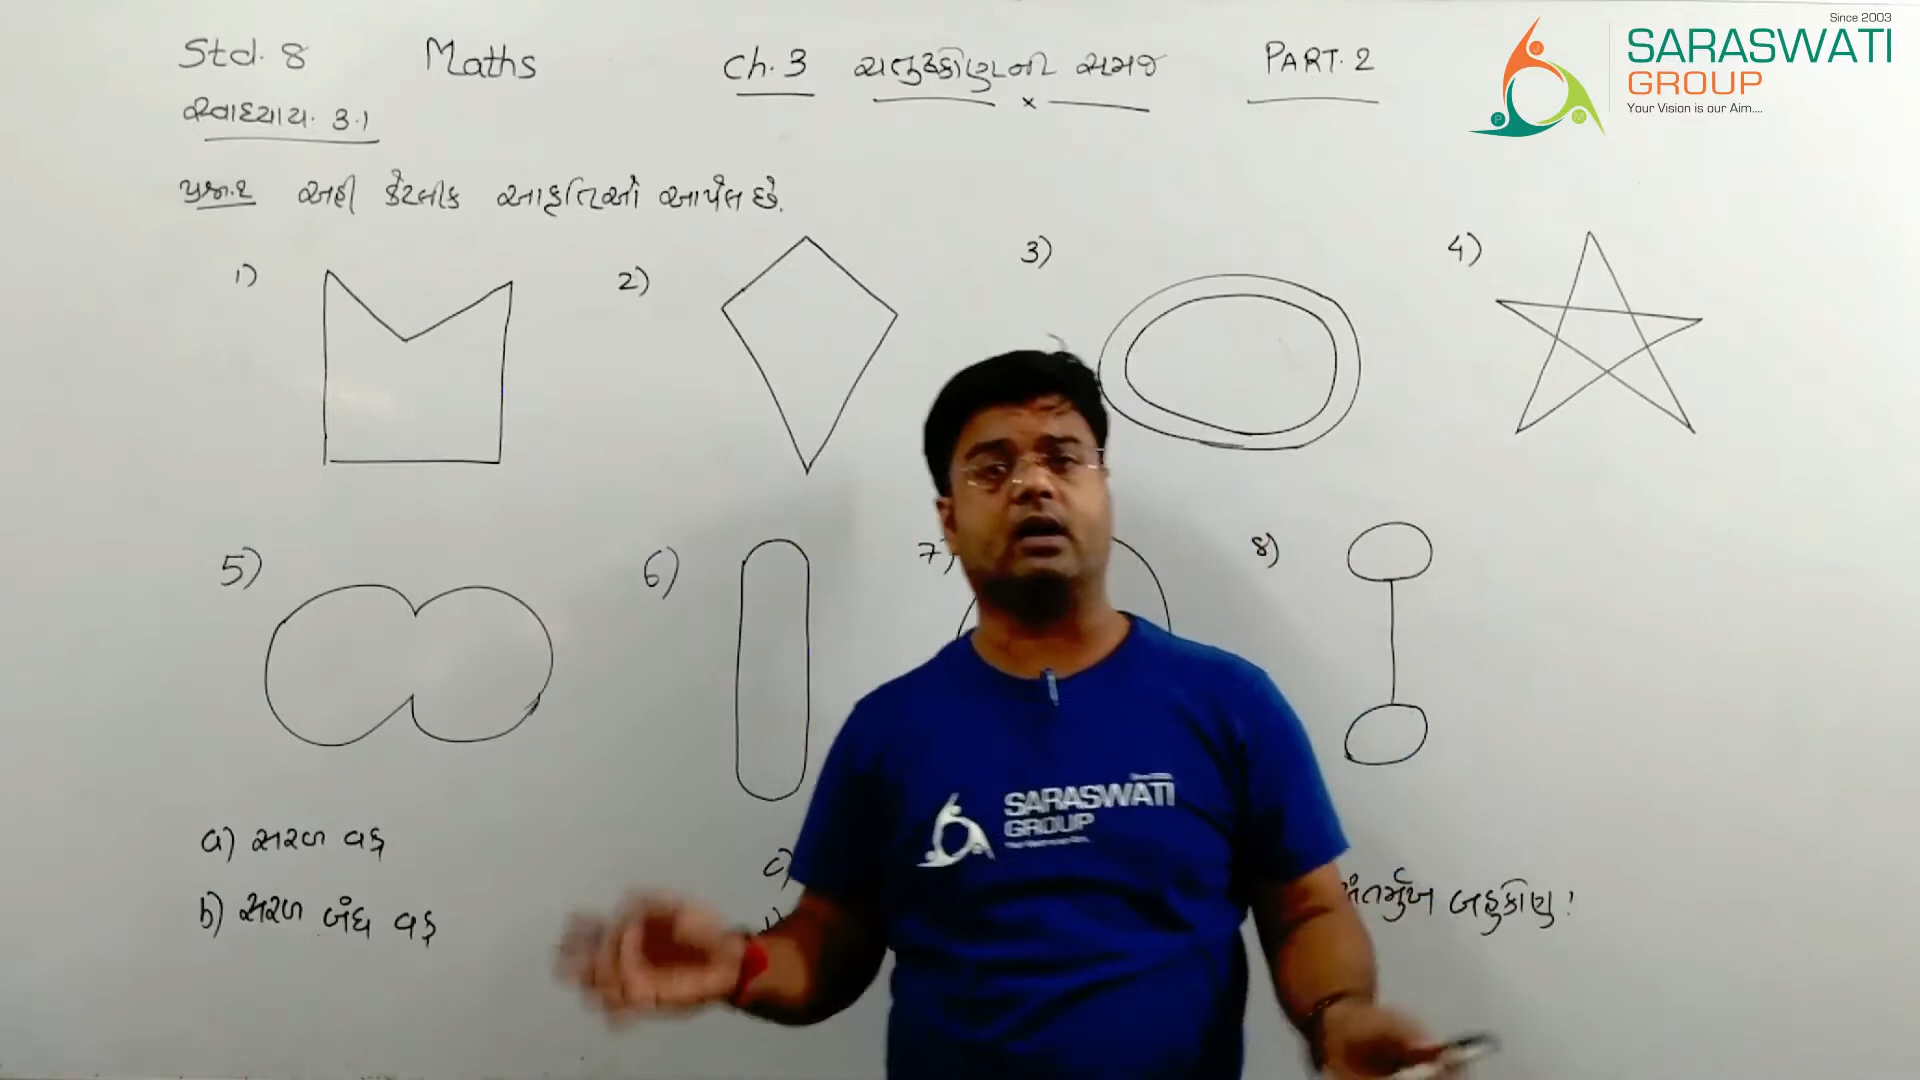 Std. 8 Maths Ch. 3 ચતુષ્કોણની સમજ PART. 2
સ્વાધ્યાય. 3.1
પ્રશ્ન.૧ અહીં કેટલીક આકૃતિઓ આપેલ છે.
1) 2) 3) 4)
5) 6) 7) 8)
a) સરળ વક્ર
b) સરળ બંધ વક્ર
c)
અંતર્મુખ બહુકોણ!
Since 2003
SARASWATI
GROUP
Your Vision is our Aim....
SARASWATI
GROUP